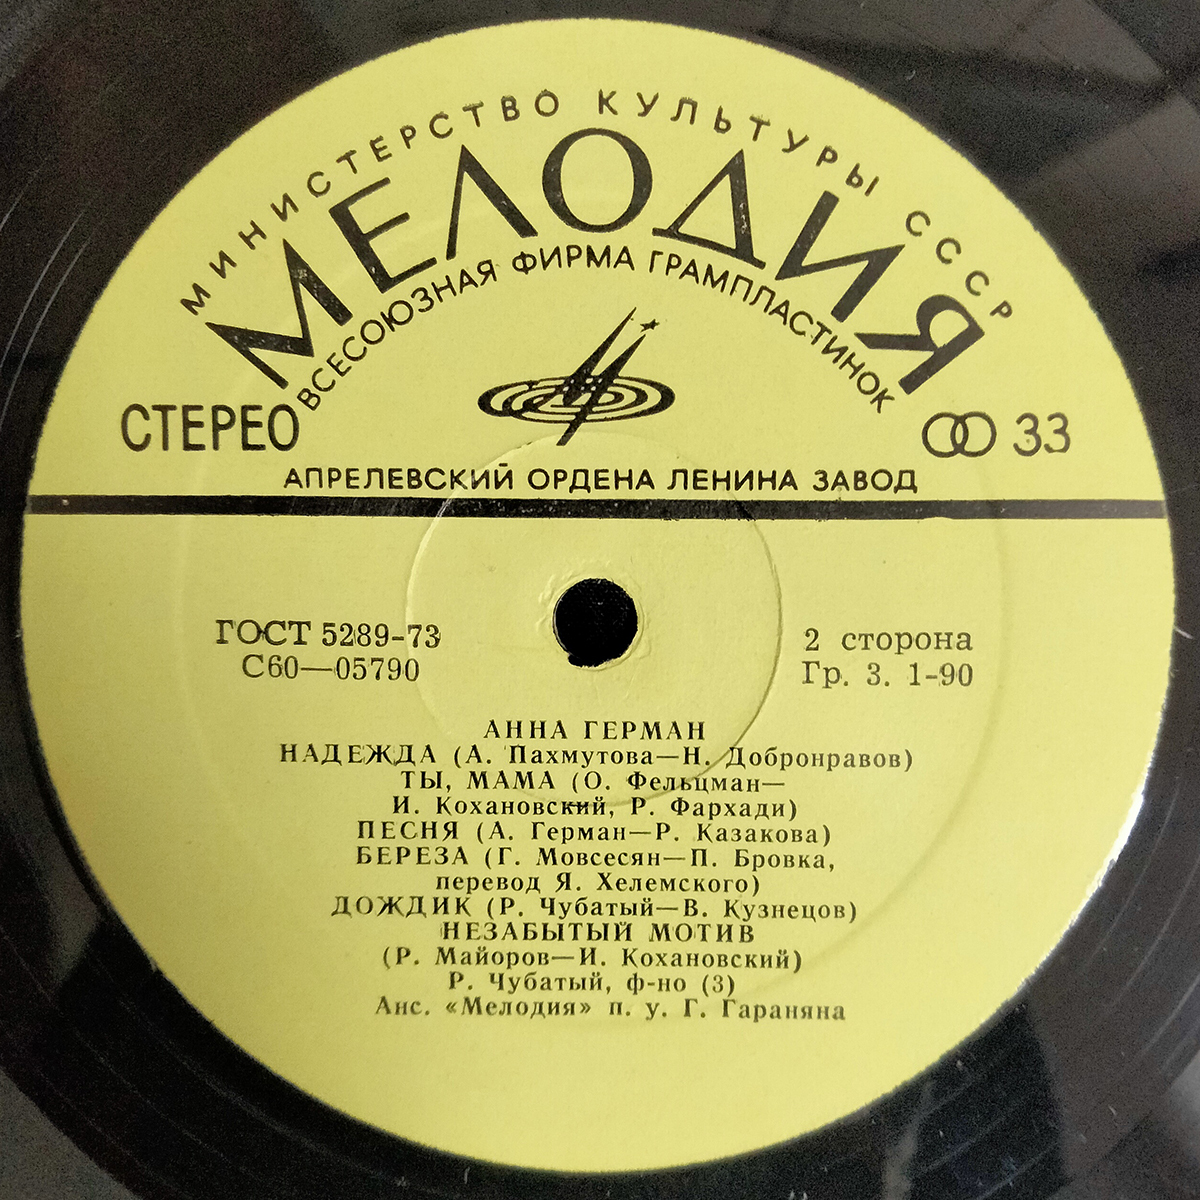 МИНИСТЕРСТВО КУЛЬТУРЫ СССР
МЕЛОДИЯ
ВСЕСОЮЗНАЯ ФИРМА ГРАМПЛАСТИНОК
СТЕРЕО
33
АПРЕЛЕВСКИЙ ОРДЕНА ЛЕНИНА ЗАВОД
ГОСТ 5289-73
С60—05790
2 сторона
Гр. 3. 1-90
АННА ГЕРМАН
НАДЕЖДА (А. Пахмутова—Н. Добронравов)
ТЫ, МАМА (О. Фельцман—
И. Кохановский, Р. Фархади)
ПЕСНЯ (А. Герман—Р. Казакова)
БЕРЕЗА (Г. Мовсесян—П. Бровка,
перевод Я. Хелемского)
ДОЖДИК (Р. Чубатый—В. Кузнецов)
НЕЗАБЫТЫЙ МОТИВ
(Р. Майоров—И. Кохановский)
Р. Чубатый, ф-но (3)
Анс. «Мелодия» п. у. Г. Гараняна